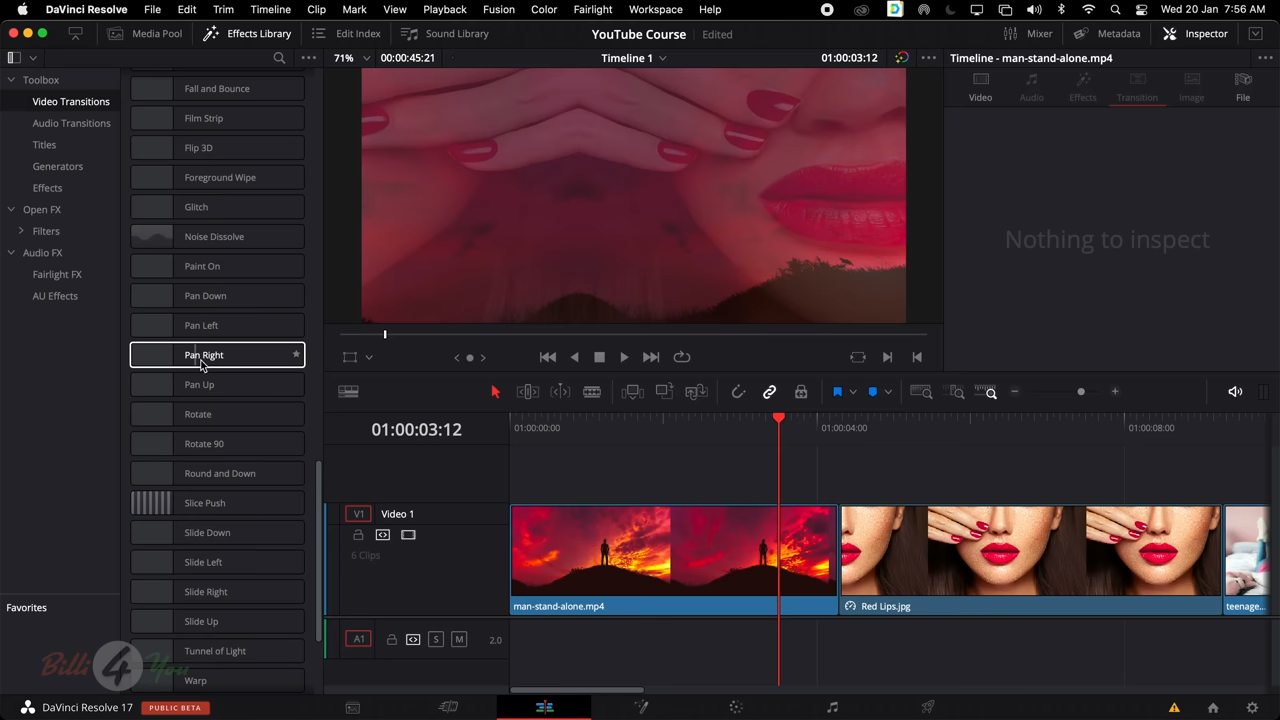 DaVinci Resolve File Edit Trim Timeline Clip Mark View Playback Fusion Color Fairlight Workspace Help Wed 20 Jan 7:56 AM
Media Pool Effects Library Edit Index Sound Library YouTube Course Edited Mixer Metadata Inspector
71% 00:00:45:21 Timeline 1 01:00:03:12 Timeline - man-stand-alone.mp4
Toolbox
Video Transitions
Audio Transitions
Titles
Generators
Effects
Open FX
Filters
Audio FX
Fairlight FX
AU Effects
Favorites
Fall and Bounce
Film Strip
Flip 3D
Foreground Wipe
Glitch
Noise Dissolve
Paint On
Pan Down
Pan Left
Pan Right
Pan Up
Rotate
Rotate 90
Round and Down
Slice Push
Slide Down
Slide Left
Slide Right
Slide Up
Tunnel of Light
Warp
Video Audio Effects Transition Image File
Nothing to inspect
01:00:03:12
01:00:00:00 01:00:04:00 01:00:08:00
V1 Video 1
6 Clips
man-stand-alone.mp4 Red Lips.jpg teenage...
A1 S M 2.0
Billi 4 You
DaVinci Resolve 17 PUBLIC BETA